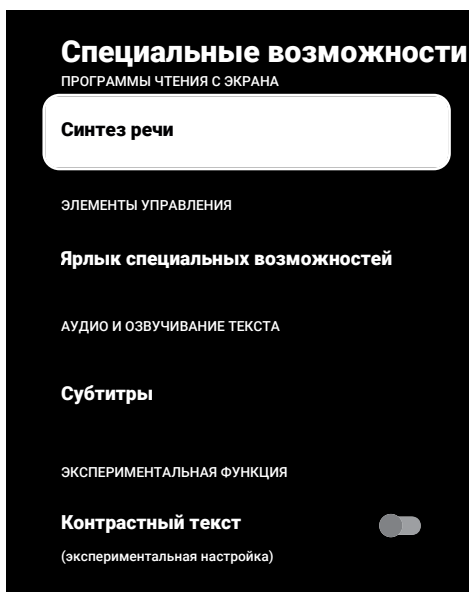 Специальные возможности
ПРОГРАММЫ ЧТЕНИЯ С ЭКРАНА
Синтез речи
ЭЛЕМЕНТЫ УПРАВЛЕНИЯ
Ярлык специальных возможностей
АУДИО И ОЗВУЧИВАНИЕ ТЕКСТА
Субтитры
ЭКСПЕРИМЕНТАЛЬНАЯ ФУНКЦИЯ
Контрастный текст
(экспериментальная настройка)